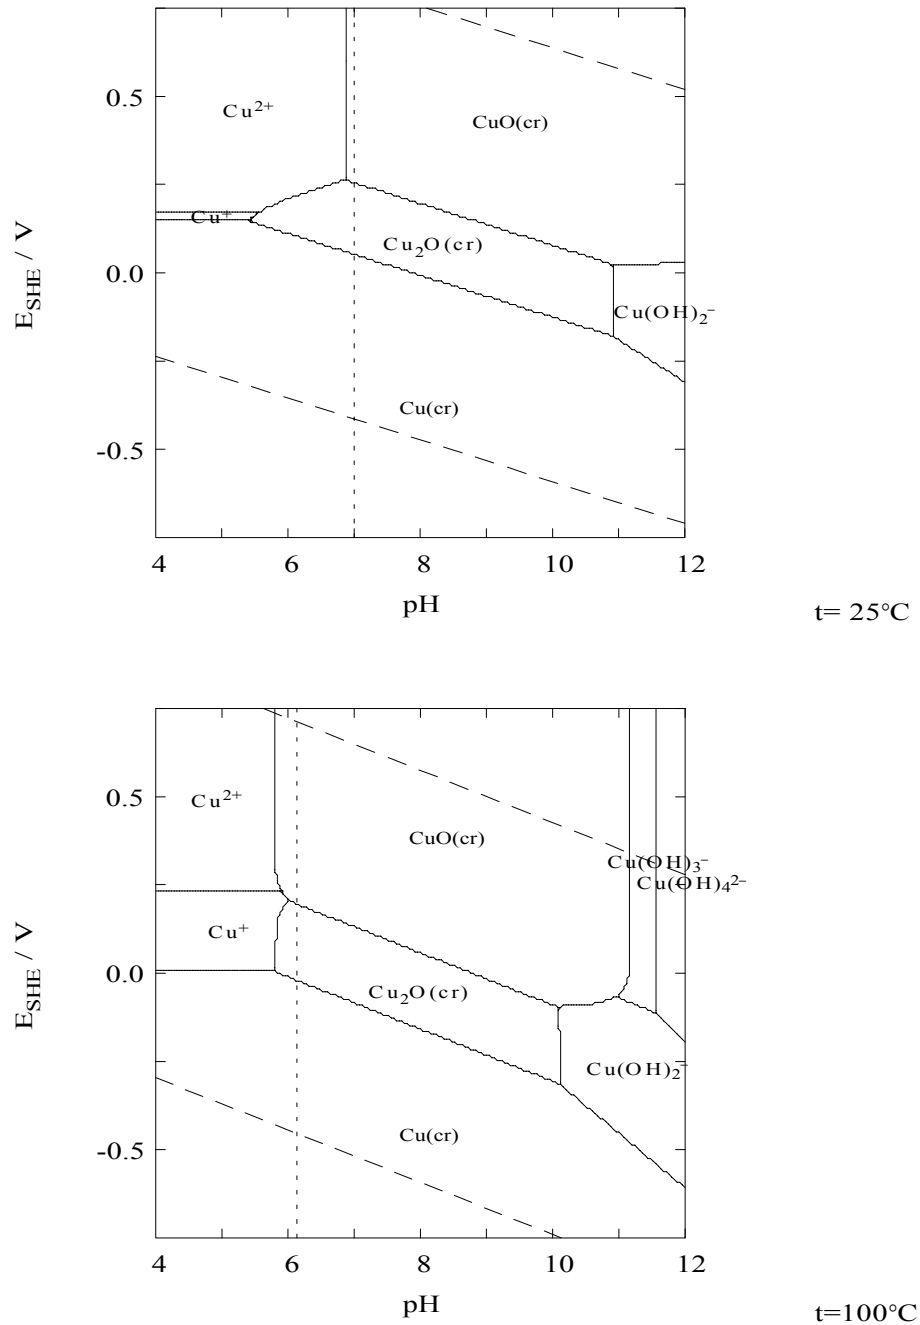 0.5
0.0
-0.5
E_SHE / V
Cu²⁺
CuO(cr)
Cu⁺
Cu₂O(cr)
Cu(OH)₂⁻
Cu(cr)
4 6 8 10 12
pH
t= 25°C
0.5
0.0
-0.5
E_SHE / V
Cu²⁺
CuO(cr)
Cu(OH)₃⁻
Cu(OH)₄²⁻
Cu⁺
Cu₂O(cr)
Cu(OH)₂⁻
Cu(cr)
4 6 8 10 12
pH
t=100°C